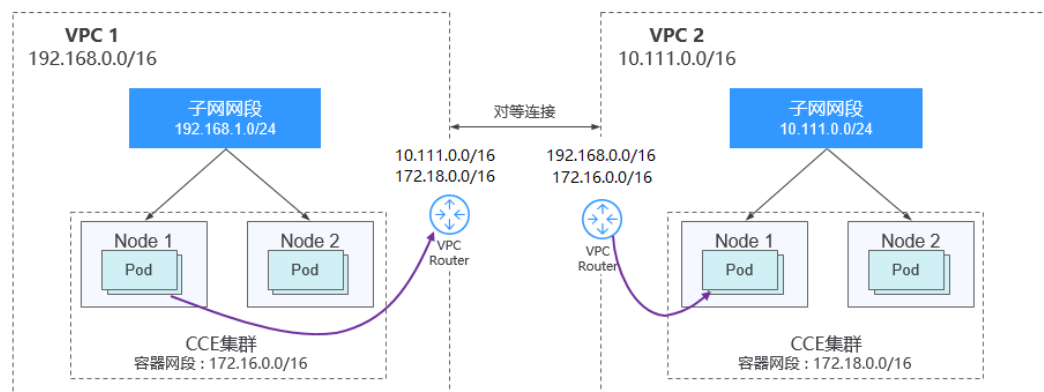 VPC 1
192.168.0.0/16
VPC 2
10.111.0.0/16
子网网段
192.168.1.0/24
对等连接
子网网段
10.111.0.0/24
10.111.0.0/16
172.18.0.0/16
192.168.0.0/16
172.16.0.0/16
Node 1
Pod
Node 2
Pod
VPC
Router
VPC
Router
Node 1
Pod
Node 2
Pod
CCE集群
容器网段：172.16.0.0/16
CCE集群
容器网段：172.18.0.0/16